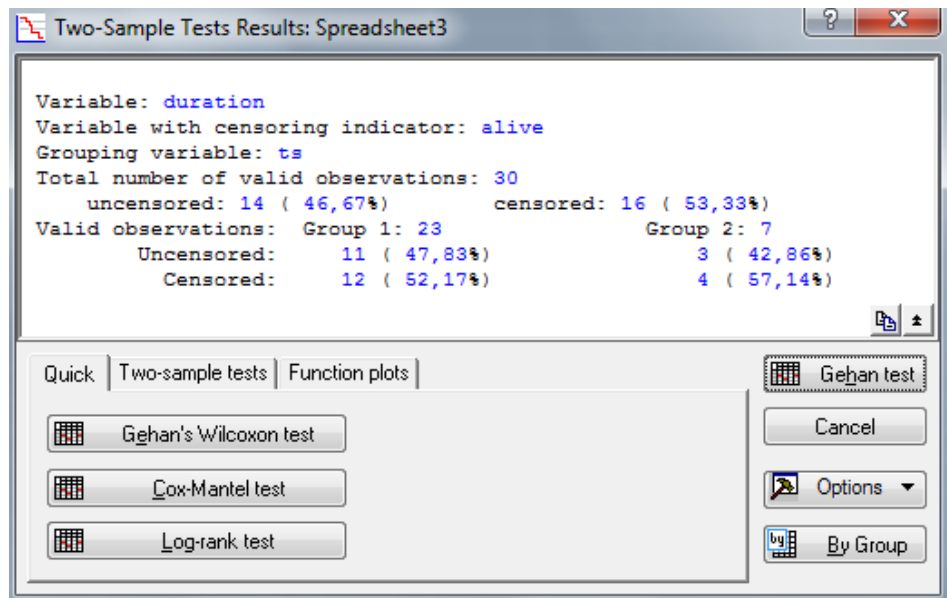 Two-Sample Tests Results: Spreadsheet3
? X
Variable: duration
Variable with censoring indicator: alive
Grouping variable: ts
Total number of valid observations: 30
uncensored: 14 ( 46,67%) censored: 16 ( 53,33%)
Valid observations: Group 1: 23 Group 2: 7
Uncensored: 11 ( 47,83%) 3 ( 42,86%)
Censored: 12 ( 52,17%) 4 ( 57,14%)
Quick Two-sample tests Function plots
Gehan test
Gehan's Wilcoxon test
Cancel
Cox-Mantel test
Options
Log-rank test
by By Group